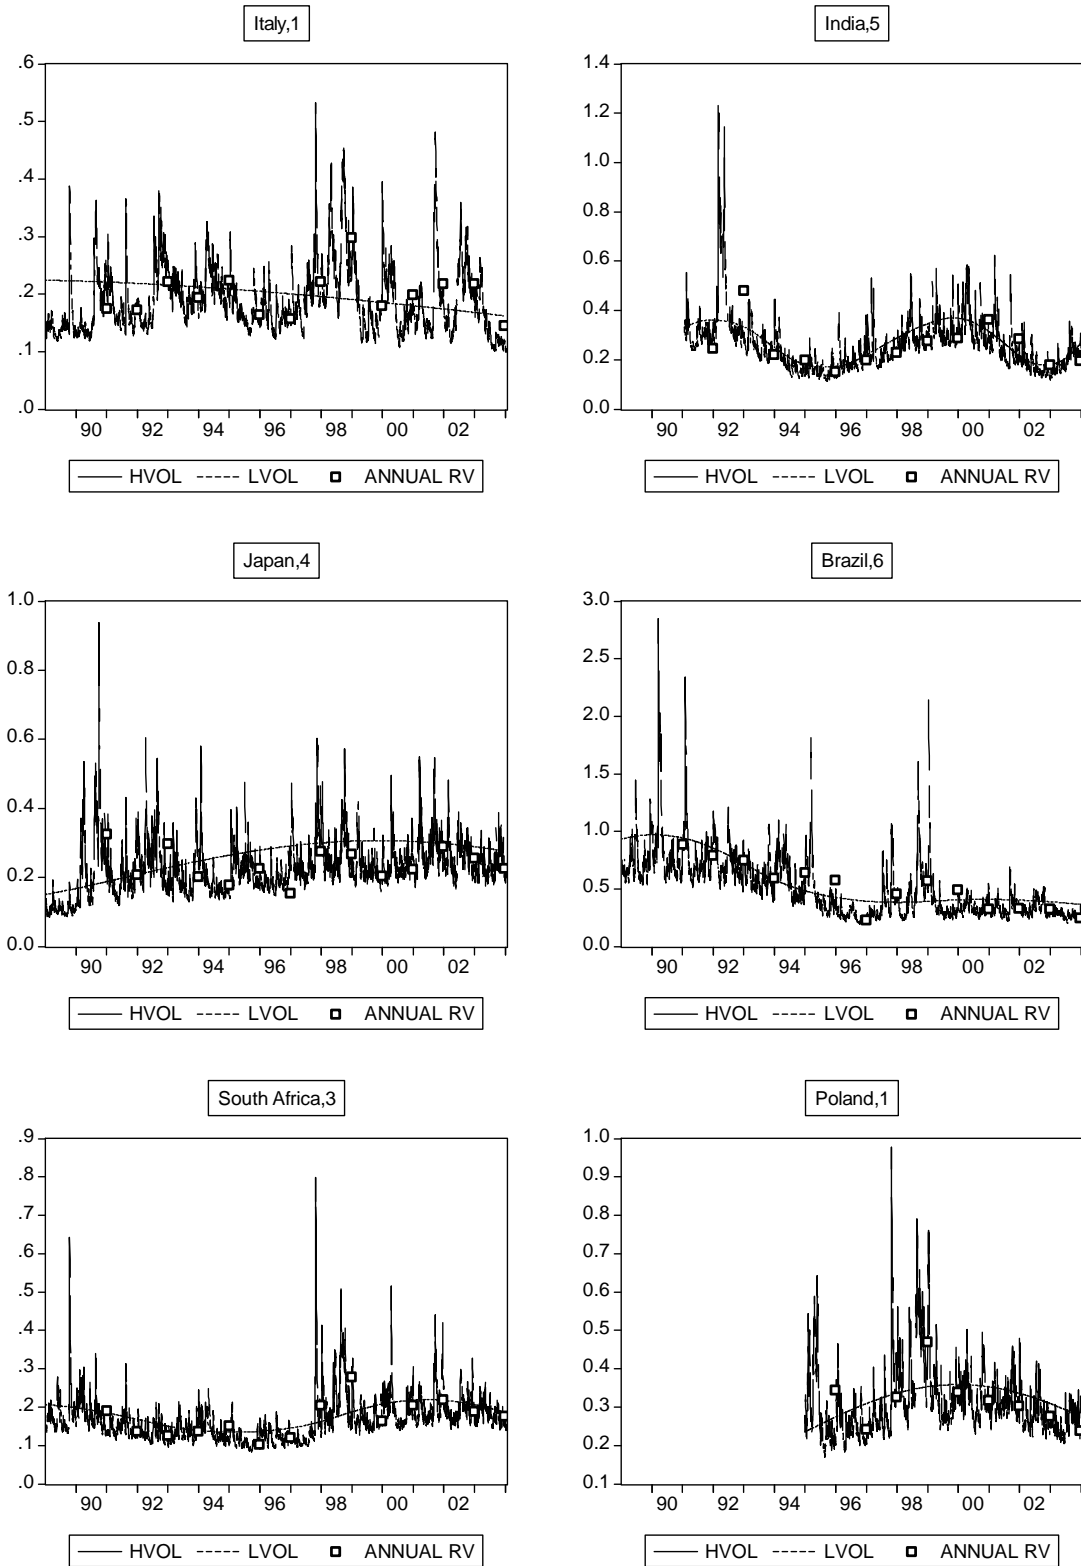 Italy,1
.6
.5
.4
.3
.2
.1
.0
90 92 94 96 98 00 02
HVOL LVOL ANNUAL RV
India,5
1.4
1.2
1.0
0.8
0.6
0.4
0.2
0.0
90 92 94 96 98 00 02
HVOL LVOL ANNUAL RV
Japan,4
1.0
0.8
0.6
0.4
0.2
0.0
90 92 94 96 98 00 02
HVOL LVOL ANNUAL RV
Brazil,6
3.0
2.5
2.0
1.5
1.0
0.5
0.0
90 92 94 96 98 00 02
HVOL LVOL ANNUAL RV
South Africa,3
.9
.8
.7
.6
.5
.4
.3
.2
.1
.0
90 92 94 96 98 00 02
HVOL LVOL ANNUAL RV
Poland,1
1.0
0.9
0.8
0.7
0.6
0.5
0.4
0.3
0.2
0.1
90 92 94 96 98 00 02
HVOL LVOL ANNUAL RV